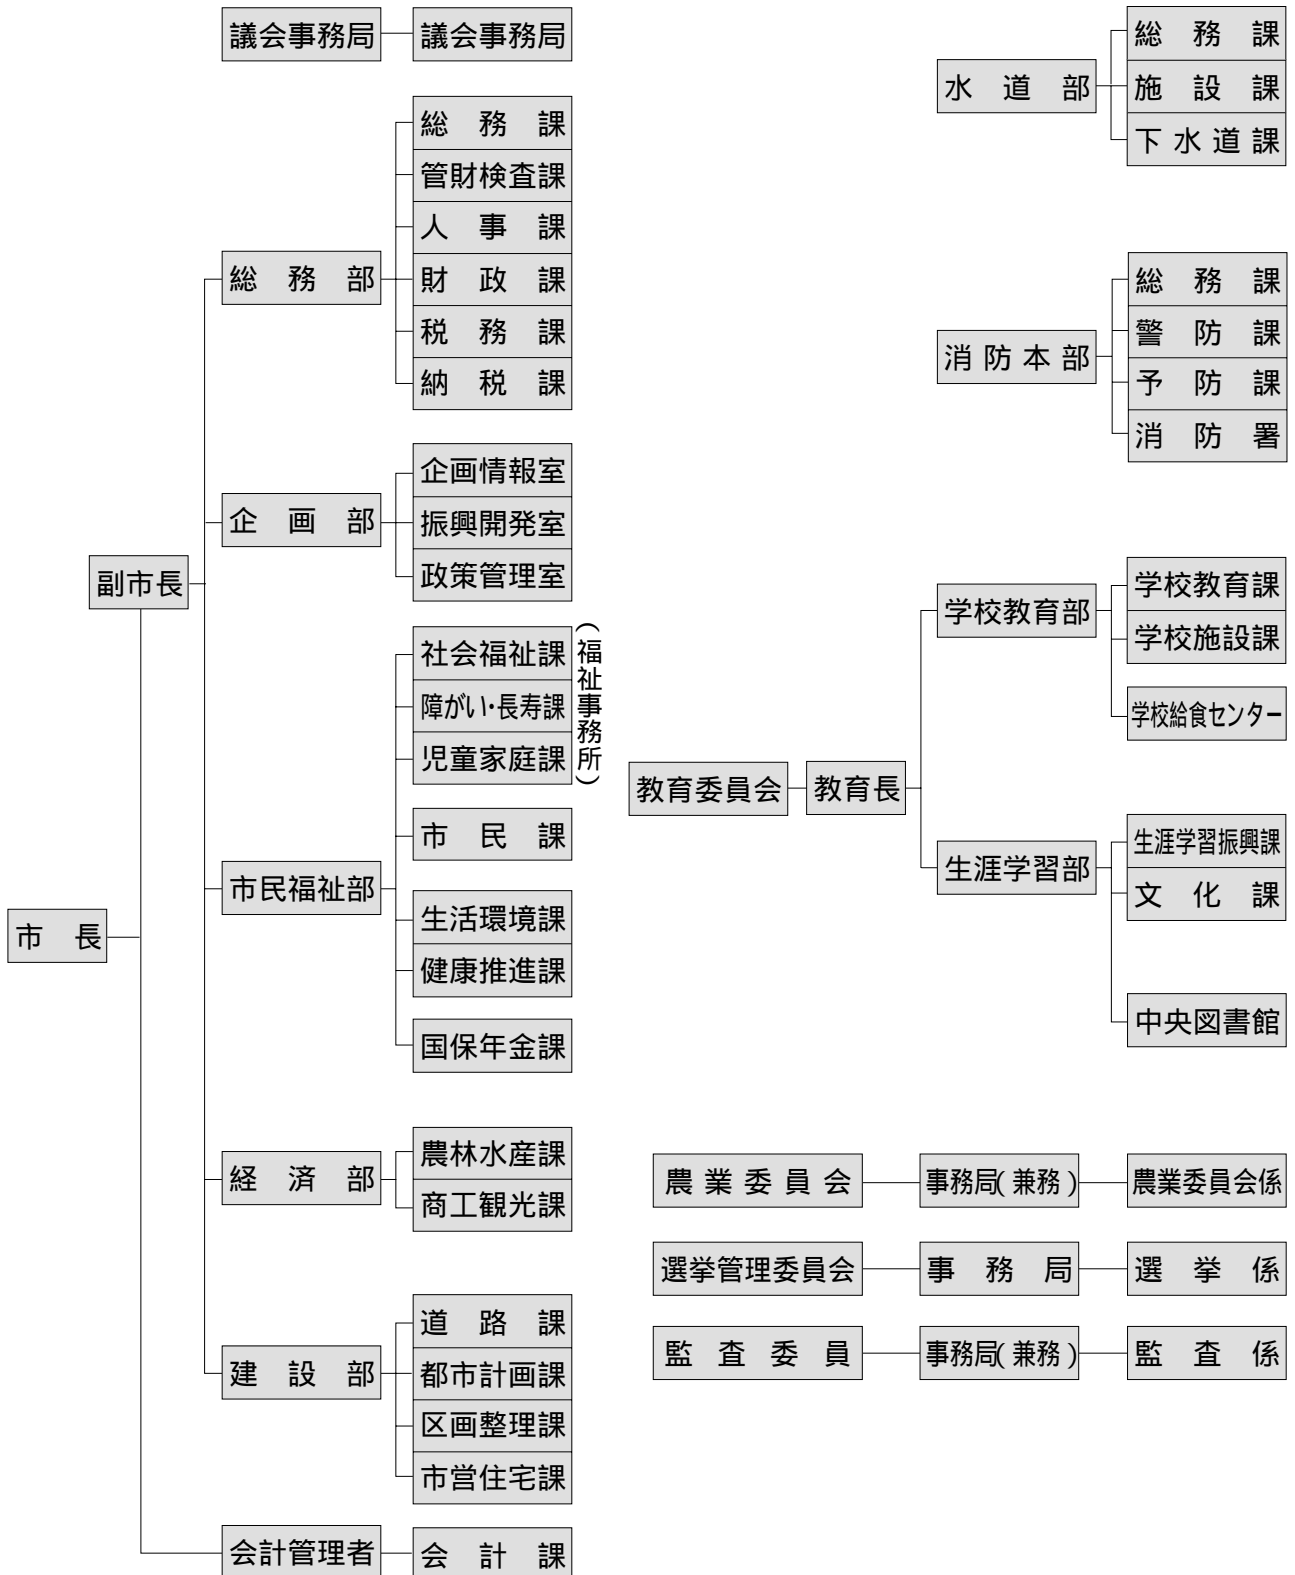 議会事務局 議会事務局
市長
副市長
総務部
総務課
管財検査課
人事課
財政課
税務課
納税課
企画部
企画情報室
振興開発室
政策管理室
市民福祉部
社会福祉課
障がい・長寿課
児童家庭課
(福祉事務所)
市民課
生活環境課
健康推進課
国保年金課
経済部
農林水産課
商工観光課
建設部
道路課
都市計画課
区画整理課
市営住宅課
会計管理者 会計課
水道部
総務課
施設課
下水道課
消防本部
総務課
警防課
予防課
消防署
教育委員会 教育長
学校教育部
学校教育課
学校施設課
学校給食センター
生涯学習部
生涯学習振興課
文化課
中央図書館
農業委員会 事務局(兼務) 農業委員会係
選挙管理委員会 事務局 選挙係
監査委員 事務局(兼務) 監査係